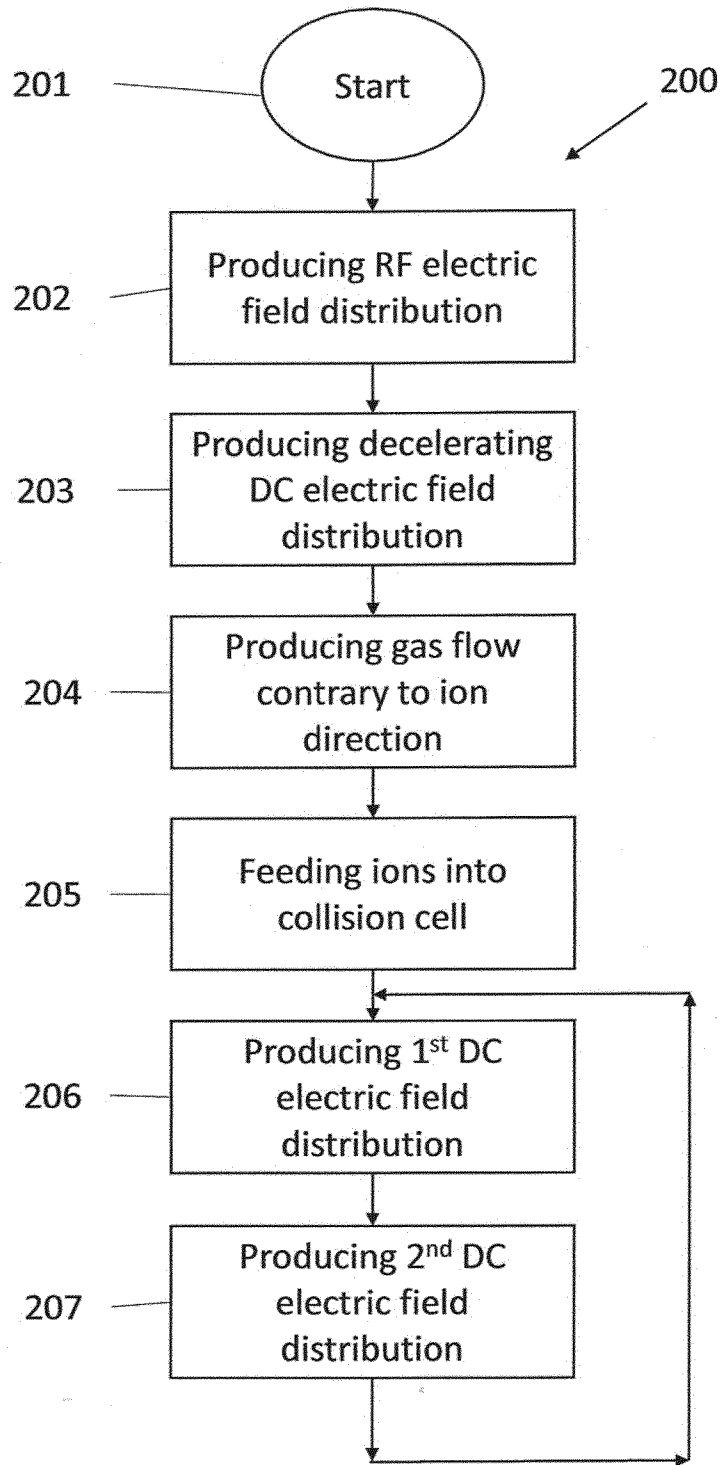 201
Start
200
202
Producing RF electric
field distribution
203
Producing decelerating
DC electric field
distribution
204
Producing gas flow
contrary to ion
direction
205
Feeding ions into
collision cell
206
Producing 1st DC
electric field
distribution
207
Producing 2nd DC
electric field
distribution